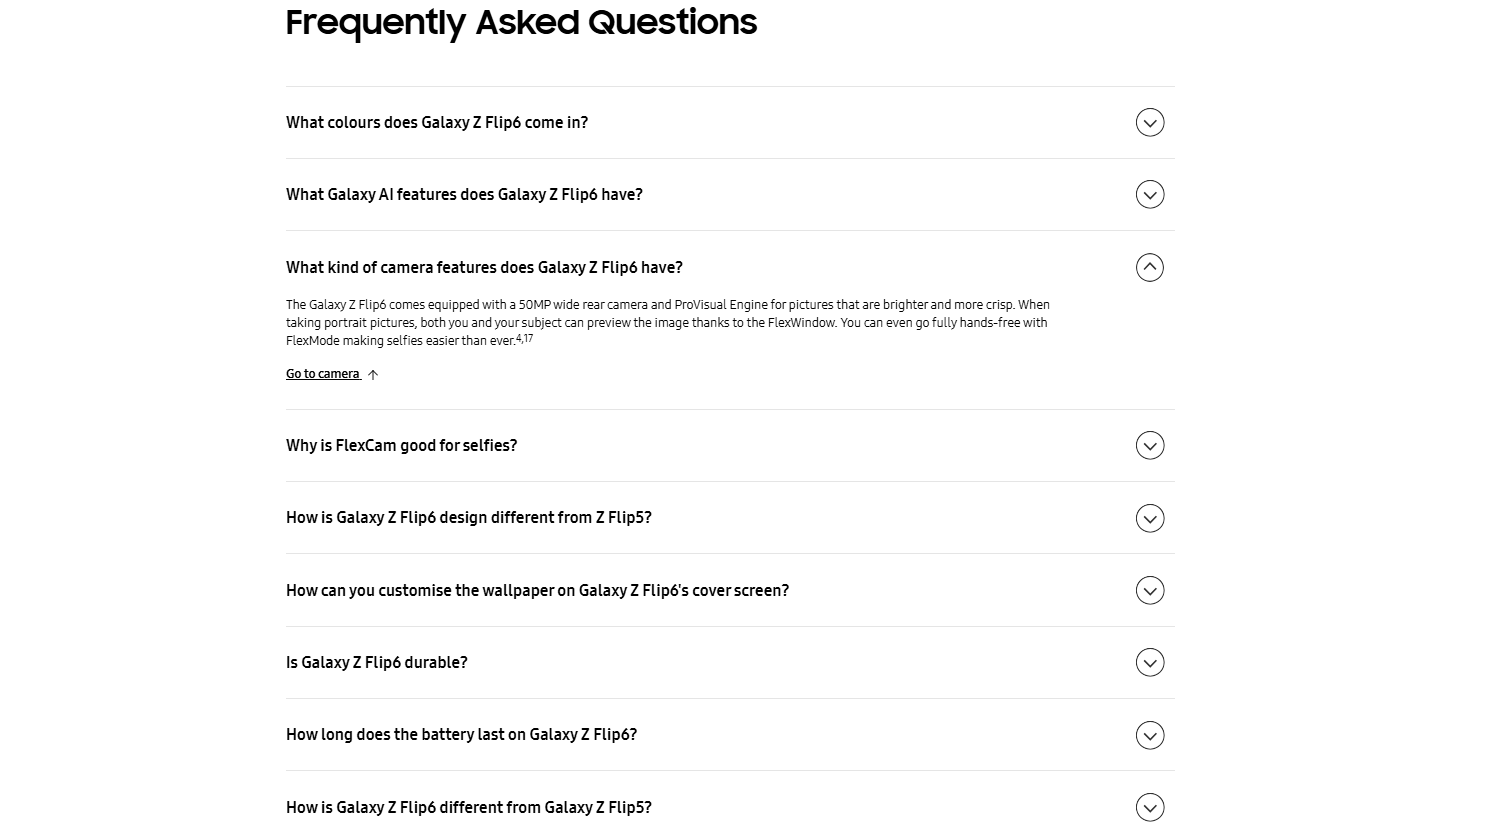 Frequently Asked Questions
What colours does Galaxy Z Flip6 come in?
What Galaxy AI features does Galaxy Z Flip6 have?
What kind of camera features does Galaxy Z Flip6 have?
The Galaxy Z Flip6 comes equipped with a 50MP wide rear camera and ProVisual Engine for pictures that are brighter and more crisp. When
taking portrait pictures, both you and your subject can preview the image thanks to the FlexWindow. You can even go fully hands-free with
FlexMode making selfies easier than ever.4,17
Go to camera
Why is FlexCam good for selfies?
How is Galaxy Z Flip6 design different from Z Flip5?
How can you customise the wallpaper on Galaxy Z Flip6's cover screen?
Is Galaxy Z Flip6 durable?
How long does the battery last on Galaxy Z Flip6?
How is Galaxy Z Flip6 different from Galaxy Z Flip5?